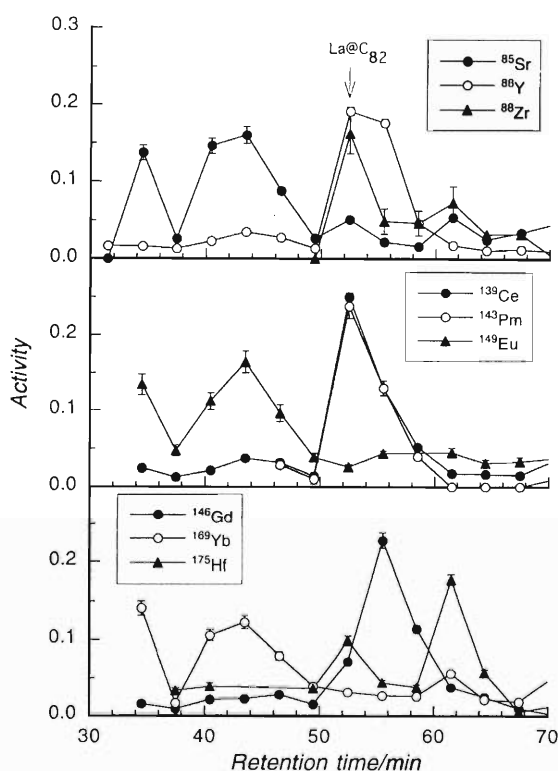 0.3
0.2
0.1
0.0
La@C82
85Sr
88Y
88Zr
0.2
0.1
0.0
139Ce
143Pm
149Eu
Activity
0.2
0.1
0.0
146Gd
169Yb
175Hf
30 40 50 60 70
Retention time/min